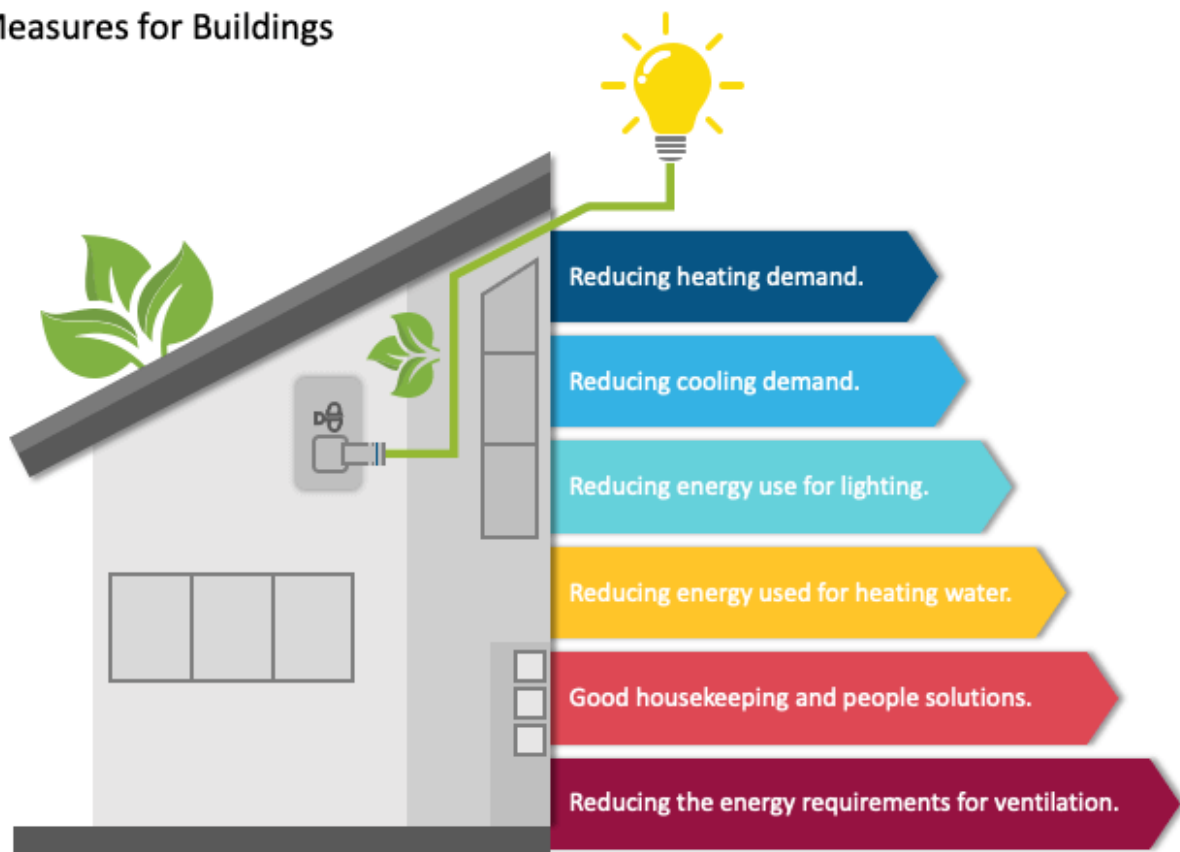 Measures for Buildings
Reducing heating demand.
Reducing cooling demand.
Reducing energy use for lighting.
Reducing energy used for heating water.
Good housekeeping and people solutions.
Reducing the energy requirements for ventilation.